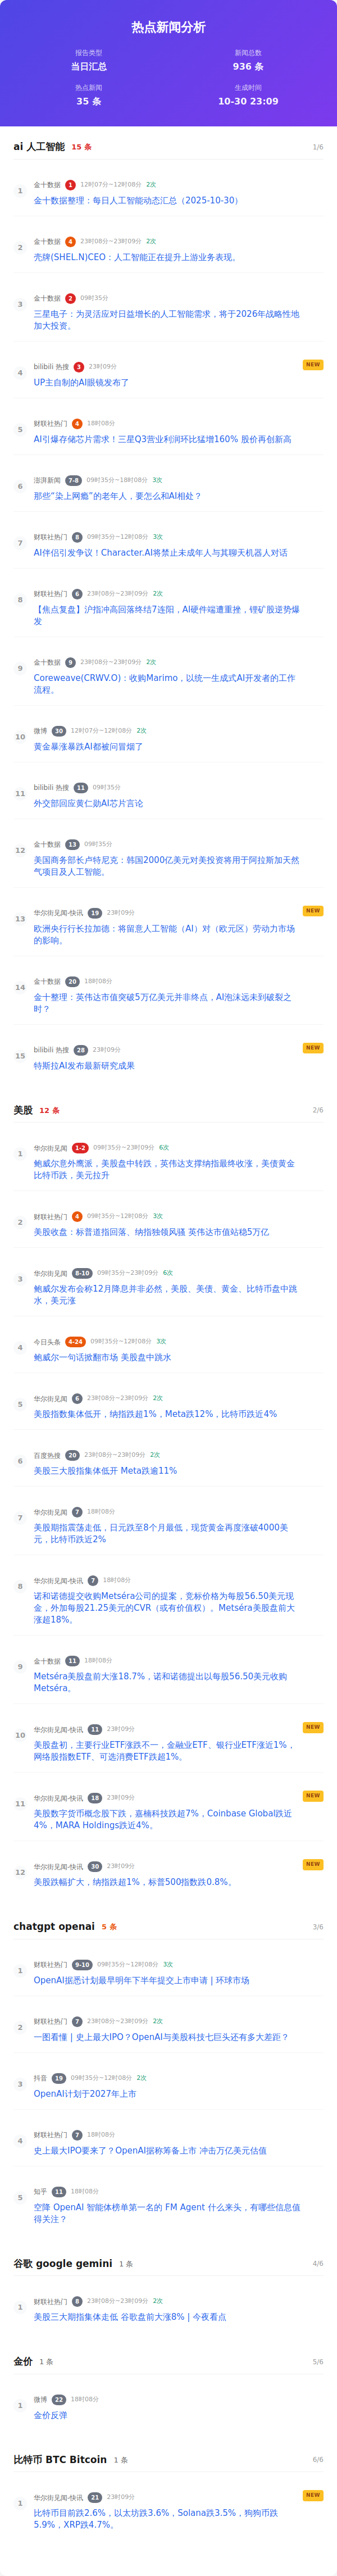 热点新闻分析
报告类型
新闻总数
当日汇总
936 条
热点新闻
生成时间
35 条
10-30 23:09
ai 人工智能 15 条 1/6
1 金十数据 1 12时07分~12时08分 2次
金十数据整理：每日人工智能动态汇总（2025-10-30）
2 金十数据 4 23时08分~23时09分 2次
壳牌(SHEL.N)CEO：人工智能正在提升上游业务表现。
3 金十数据 2 09时35分
三星电子：为灵活应对日益增长的人工智能需求，将于2026年战略性地
加大投资。
4 bilibili 热搜 3 23时09分 NEW
UP主自制的AI眼镜发布了
5 财联社热门 4 18时08分
AI引爆存储芯片需求！三星Q3营业利润环比猛增160% 股价再创新高
6 澎湃新闻 7-8 09时35分~18时08分 3次
那些“染上网瘾”的老年人，要怎么和AI相处？
7 财联社热门 8 09时35分~12时08分 3次
AI伴侣引发争议！Character.AI将禁止未成年人与其聊天机器人对话
8 财联社热门 6 23时08分~23时09分 2次
【焦点复盘】沪指冲高回落终结7连阳，AI硬件端遭重挫，锂矿股逆势爆
发
9 金十数据 9 23时08分~23时09分 2次
Coreweave(CRWV.O)：收购Marimo，以统一生成式AI开发者的工作
流程。
10 微博 30 12时07分~12时08分 2次
黄金暴涨暴跌AI都被问冒烟了
11 bilibili 热搜 11 09时35分
外交部回应黄仁勋AI芯片言论
12 金十数据 13 09时35分
美国商务部长卢特尼克：韩国2000亿美元对美投资将用于阿拉斯加天然
气项目及人工智能。
13 华尔街见闻-快讯 19 23时09分 NEW
欧洲央行行长拉加德：将留意人工智能（AI）对（欧元区）劳动力市场
的影响。
14 金十数据 20 18时08分
金十整理：英伟达市值突破5万亿美元并非终点，AI泡沫远未到破裂之
时？
15 bilibili 热搜 28 23时09分 NEW
特斯拉AI发布最新研究成果
美股 12 条 2/6
1 华尔街见闻 1-2 09时35分~23时09分 6次
鲍威尔意外鹰派，美股盘中转跌，英伟达支撑纳指最终收涨，美债黄金
比特币跌，美元拉升
2 财联社热门 4 09时35分~12时08分 3次
美股收盘：标普道指回落、纳指独领风骚 英伟达市值站稳5万亿
3 华尔街见闻 8-10 09时35分~23时09分 6次
鲍威尔发布会称12月降息并非必然，美股、美债、黄金、比特币盘中跳
水，美元涨
4 今日头条 4-24 09时35分~12时08分 3次
鲍威尔一句话掀翻市场 美股盘中跳水
5 华尔街见闻 6 23时08分~23时09分 2次
美股指数集体低开，纳指跌超1%，Meta跌12%，比特币跌近4%
6 百度热搜 20 23时08分~23时09分 2次
美股三大股指集体低开 Meta跌逾11%
7 华尔街见闻 7 18时08分
美股期指震荡走低，日元跌至8个月最低，现货黄金再度涨破4000美
元，比特币跌近2%
8 华尔街见闻-快讯 7 18时08分
诺和诺德提交收购Metséra公司的提案，竞标价格为每股56.50美元现
金，外加每股21.25美元的CVR（或有价值权）。Metséra美股盘前大
涨超18%。
9 金十数据 11 18时08分
Metséra美股盘前大涨18.7%，诺和诺德提出以每股56.50美元收购
Metséra。
10 华尔街见闻-快讯 13 23时09分 NEW
美股盘初，主要行业ETF涨跌不一，金融业ETF、银行业ETF涨近1%，
网络股指数ETF、可选消费ETF跌超1%。
11 华尔街见闻-快讯 18 23时09分 NEW
美股数字货币概念股下跌，嘉楠科技跌超7%，Coinbase Global跌近
4%，MARA Holdings跌近4%。
12 华尔街见闻-快讯 30 23时09分 NEW
美股跌幅扩大，纳指跌超1%，标普500指数跌0.8%。
chatgpt openai 5 条 3/6
1 财联社热门 9-10 09时35分~12时08分 3次
OpenAI据悉计划最早明年下半年提交上市申请 | 环球市场
2 财联社热门 7 23时08分~23时09分 2次
一图看懂 | 史上最大IPO？OpenAI与美股科技七巨头还有多大差距？
3 抖音 19 09时35分~12时08分 2次
OpenAI计划于2027年上市
4 财联社热门 7 18时08分
史上最大IPO要来了？OpenAI据称筹备上市 冲击万亿美元估值
5 知乎 11 18时08分
空降 OpenAI 智能体榜单第一名的 FM Agent 什么来头，有哪些信息值
得关注？
谷歌 google gemini 1 条 4/6
1 财联社热门 8 23时08分~23时09分 2次
美股三大期指集体走低 谷歌盘前大涨8% | 今夜看点
金价 1 条 5/6
1 微博 22 18时08分
金价反弹
比特币 BTC Bitcoin 1 条 6/6
1 华尔街见闻-快讯 21 23时09分 NEW
比特币目前跌2.6%，以太坊跌3.6%，Solana跌3.5%，狗狗币跌
5.9%，XRP跌4.7%。